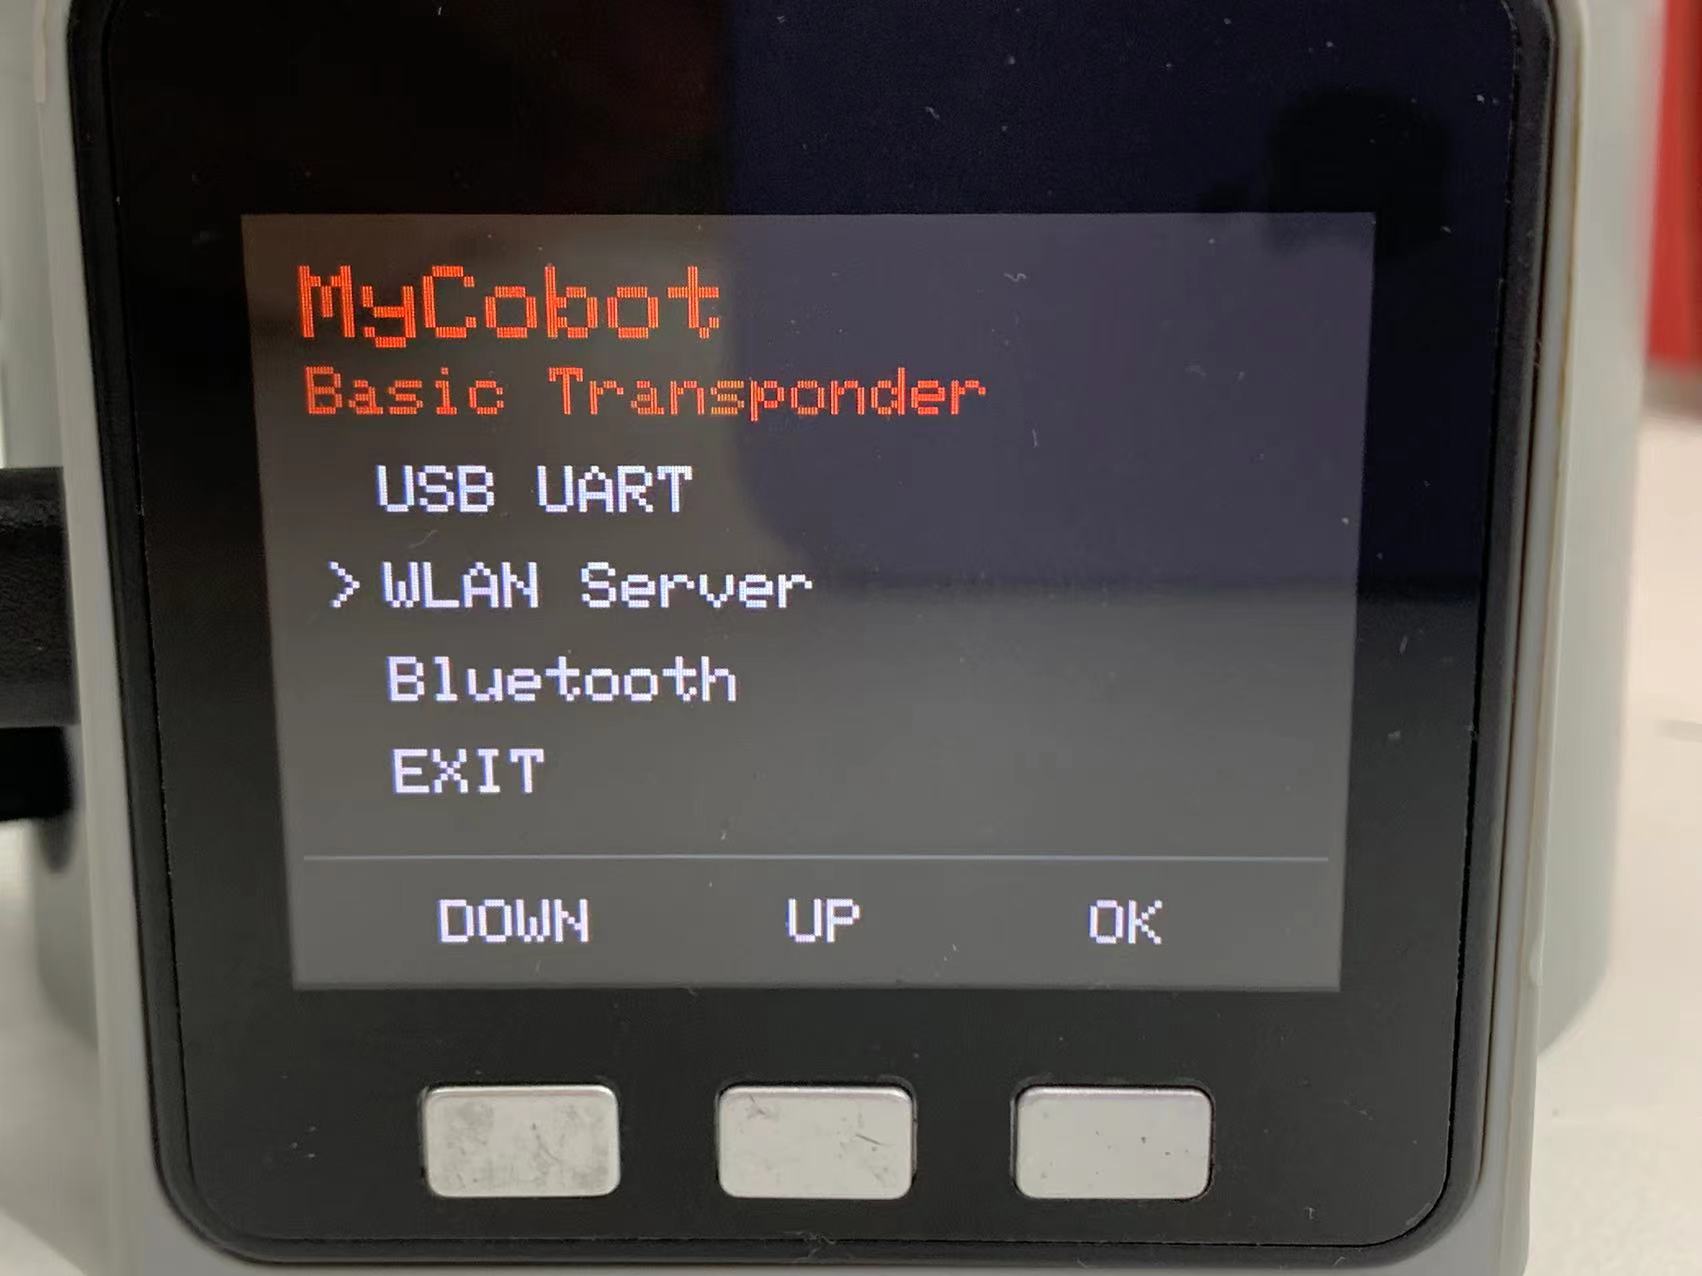 MyCobot
Basic Transponder
USB UART
> WLAN Server
Bluetooth
EXIT
DOWN UP OK